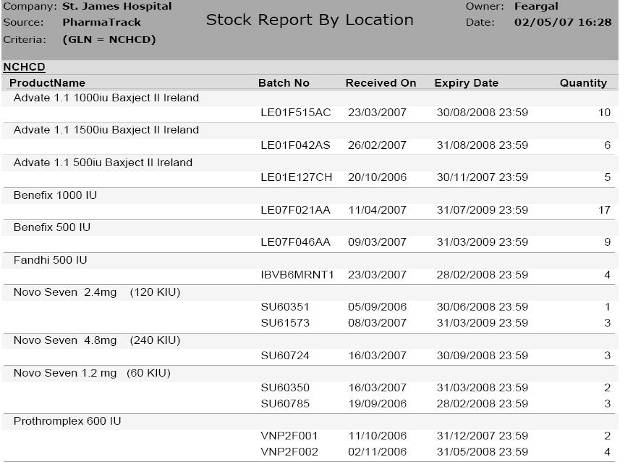 Company: St. James Hospital
Stock Report By Location
Owner: Feargal
Source: PharmaTrack
Date: 02/05/07 16:28
Criteria: (GLN = NCHCD)
NCHCD
ProductName Batch No Received On Expiry Date Quantity
Advate 1.1 1000iu Baxject II Ireland
LE01F515AC 23/03/2007 30/08/2008 23:59 10
Advate 1.1 1500iu Baxject II Ireland
LE01F042AS 26/02/2007 31/08/2008 23:59 6
Advate 1.1 500iu Baxject II Ireland
LE01E127CH 20/10/2006 30/11/2007 23:59 5
Benefix 1000 IU
LE07F021AA 11/04/2007 31/07/2009 23:59 17
Benefix 500 IU
LE07F046AA 09/03/2007 31/03/2009 23:59 9
Fandhi 500 IU
IBVB6MRNT1 23/03/2007 28/02/2008 23:59 4
Novo Seven 2.4mg (120 KIU)
SU60351 05/09/2006 30/06/2008 23:59 1
SU61573 08/03/2007 31/03/2009 23:59 3
Novo Seven 4.8mg (240 KIU)
SU60724 16/03/2007 30/09/2008 23:59 3
Novo Seven 1.2 mg (60 KIU)
SU60350 16/03/2007 31/03/2008 23:59 2
SU60785 19/09/2006 28/02/2008 23:59 3
Prothromplex 600 IU
VNP2F001 11/10/2006 31/12/2007 23:59 2
VNP2F002 02/11/2006 31/05/2008 23:59 4